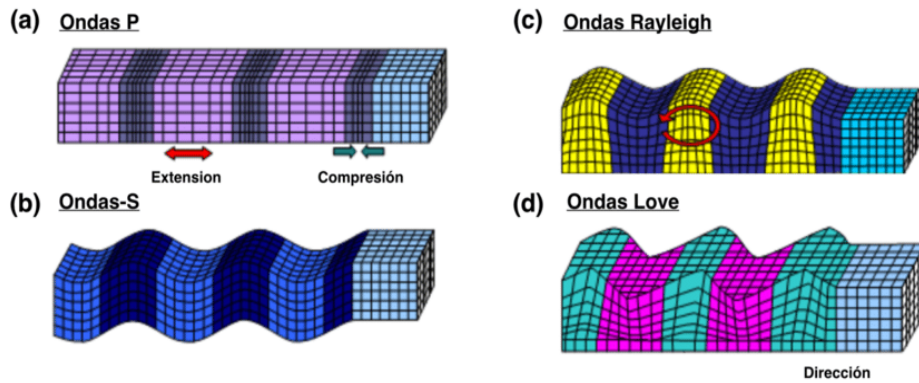 (a) Ondas P
Extension
Compresión
(b) Ondas-S
(c) Ondas Rayleigh
(d) Ondas Love
Dirección